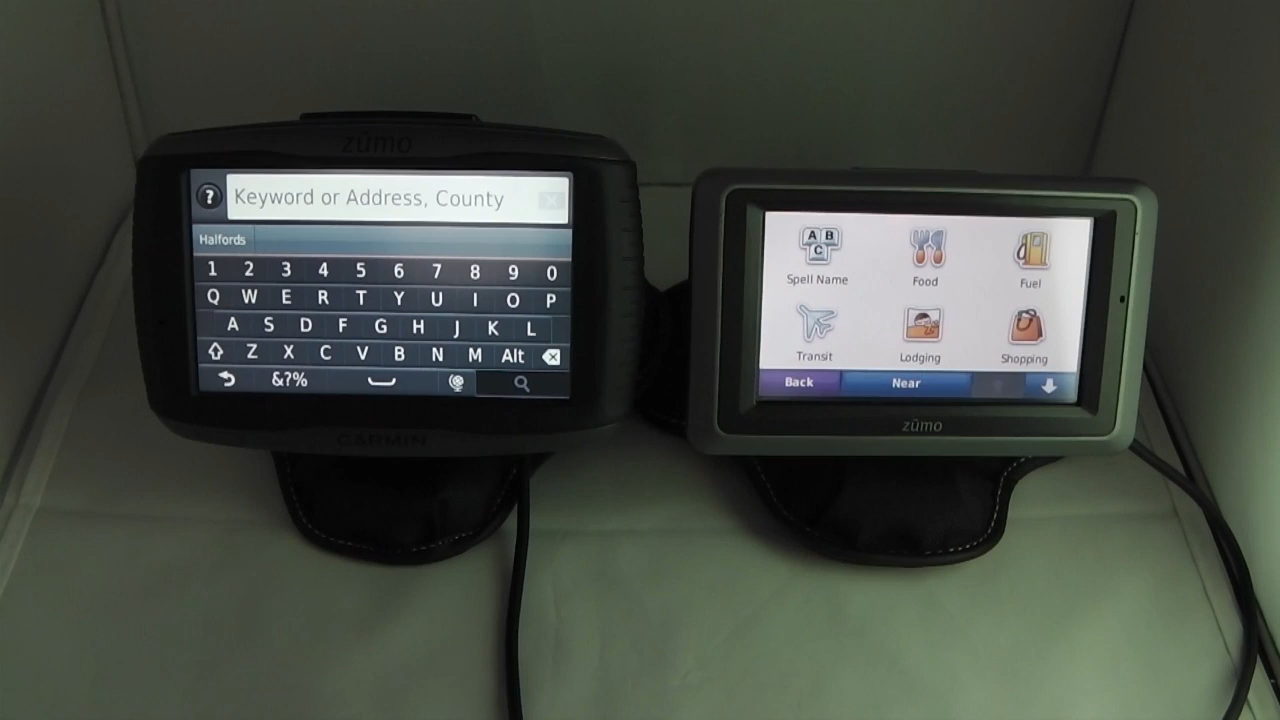 zūmo
?
Keyword or Address, County
Halfords
1 2 3 4 5 6 7 8 9 0
Q W E R T Y U I O P
A S D F G H J K L
Z X C V B N M Alt
&?%
GARMIN
A B
C
Spell Name Food Fuel
Transit Lodging Shopping
Back Near
zūmo